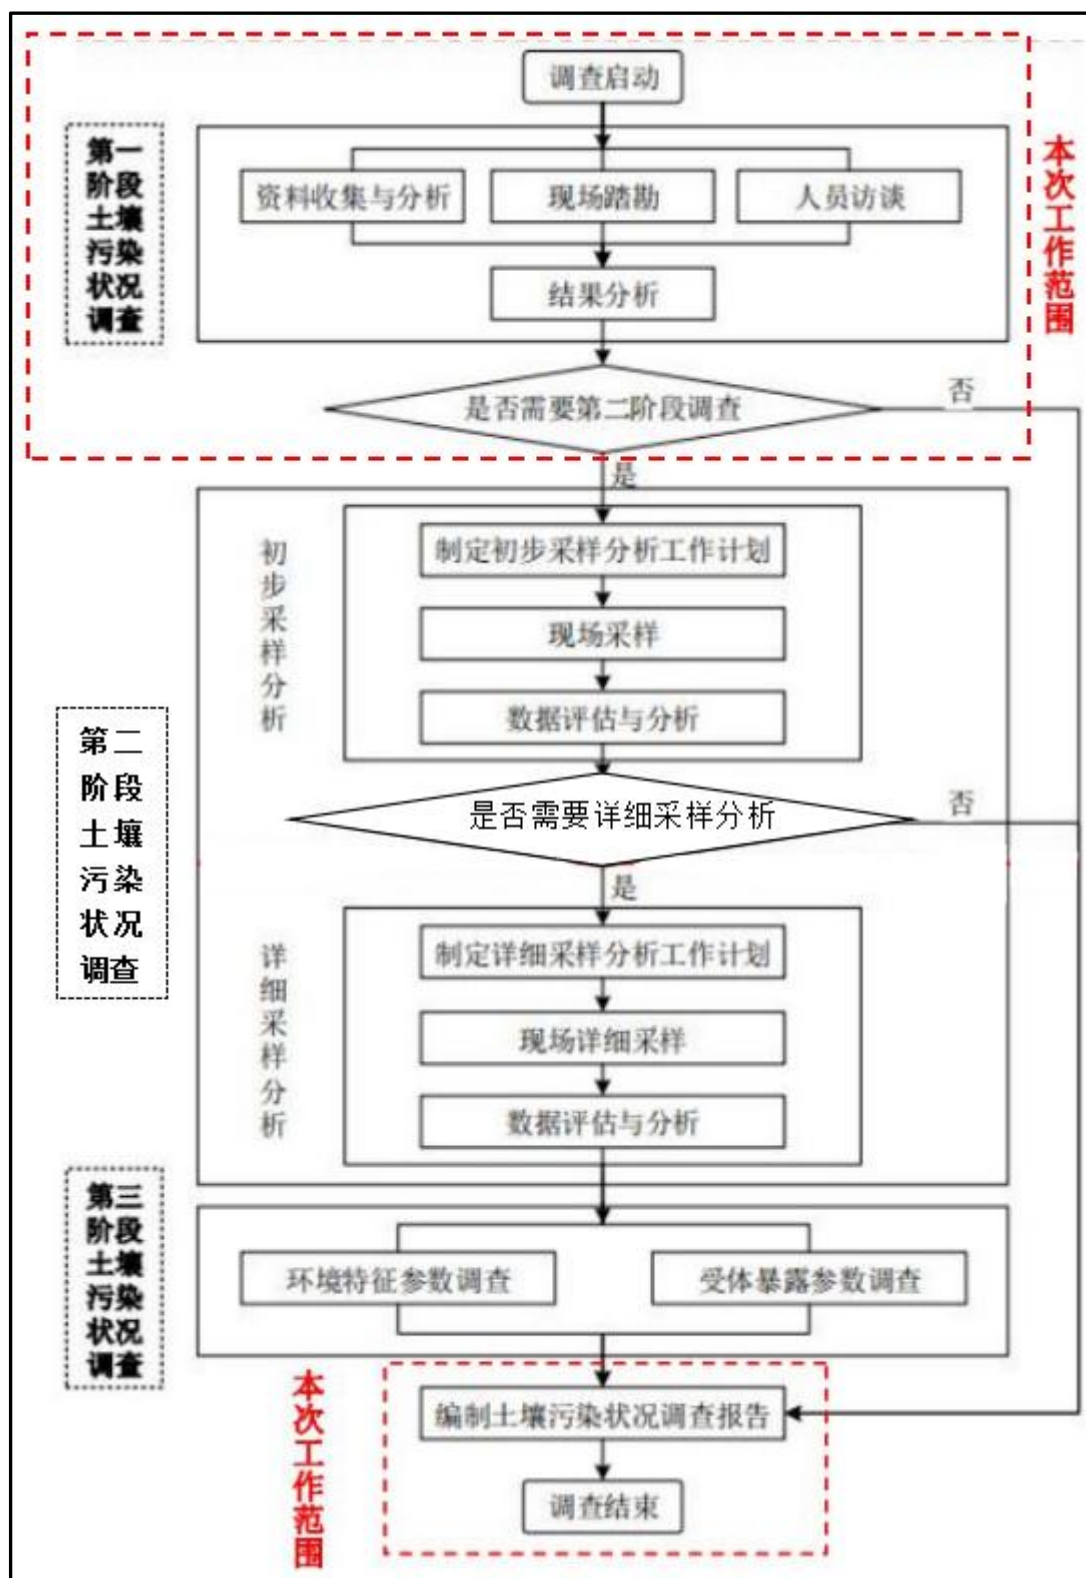 调查启动
第一
阶段
土壤
污染
状况
调查
资料收集与分析
现场踏勘
人员访谈
结果分析
本次工作范围
是否需要第二阶段调查
否
是
第二
阶段
土壤
污染
状况
调查
初步采样分析
制定初步采样分析工作计划
现场采样
数据评估与分析
是否需要详细采样分析
否
是
详细采样分析
制定详细采样分析工作计划
现场详细采样
数据评估与分析
第三
阶段
土壤
污染
状况
调查
环境特征参数调查
受体暴露参数调查
本次工作范围
编制土壤污染状况调查报告
调查结束